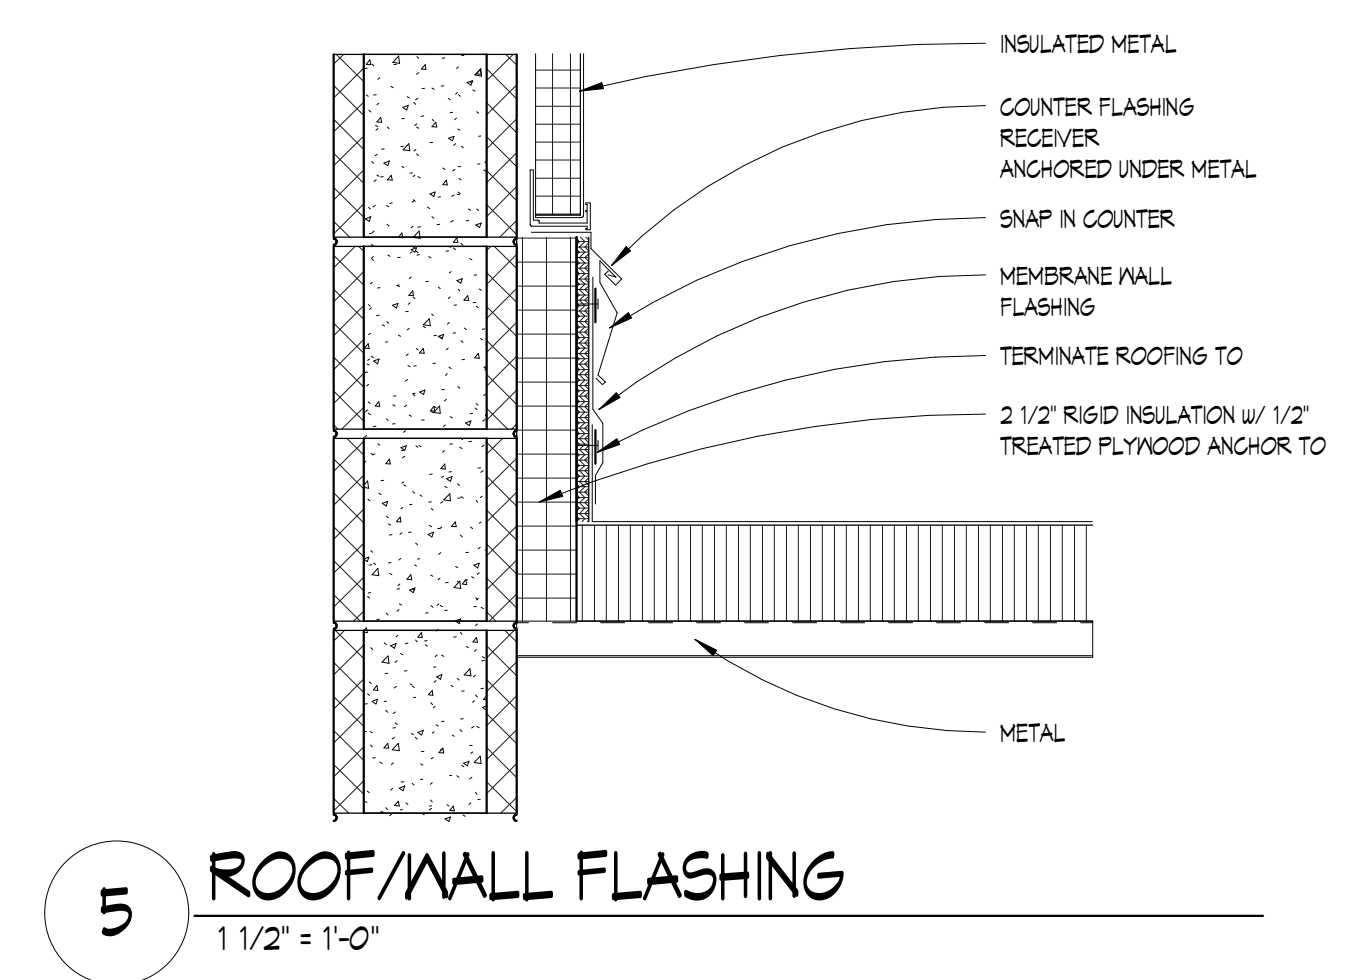 INSULATED METAL
COUNTER FLASHING
RECEIVER
ANCHORED UNDER METAL
SNAP IN COUNTER
MEMBRANE WALL
FLASHING
TERMINATE ROOFING TO
2 1/2" RIGID INSULATION w/ 1/2"
TREATED PLYWOOD ANCHOR TO
METAL
5
ROOF/WALL FLASHING
1 1/2" = 1'-0"